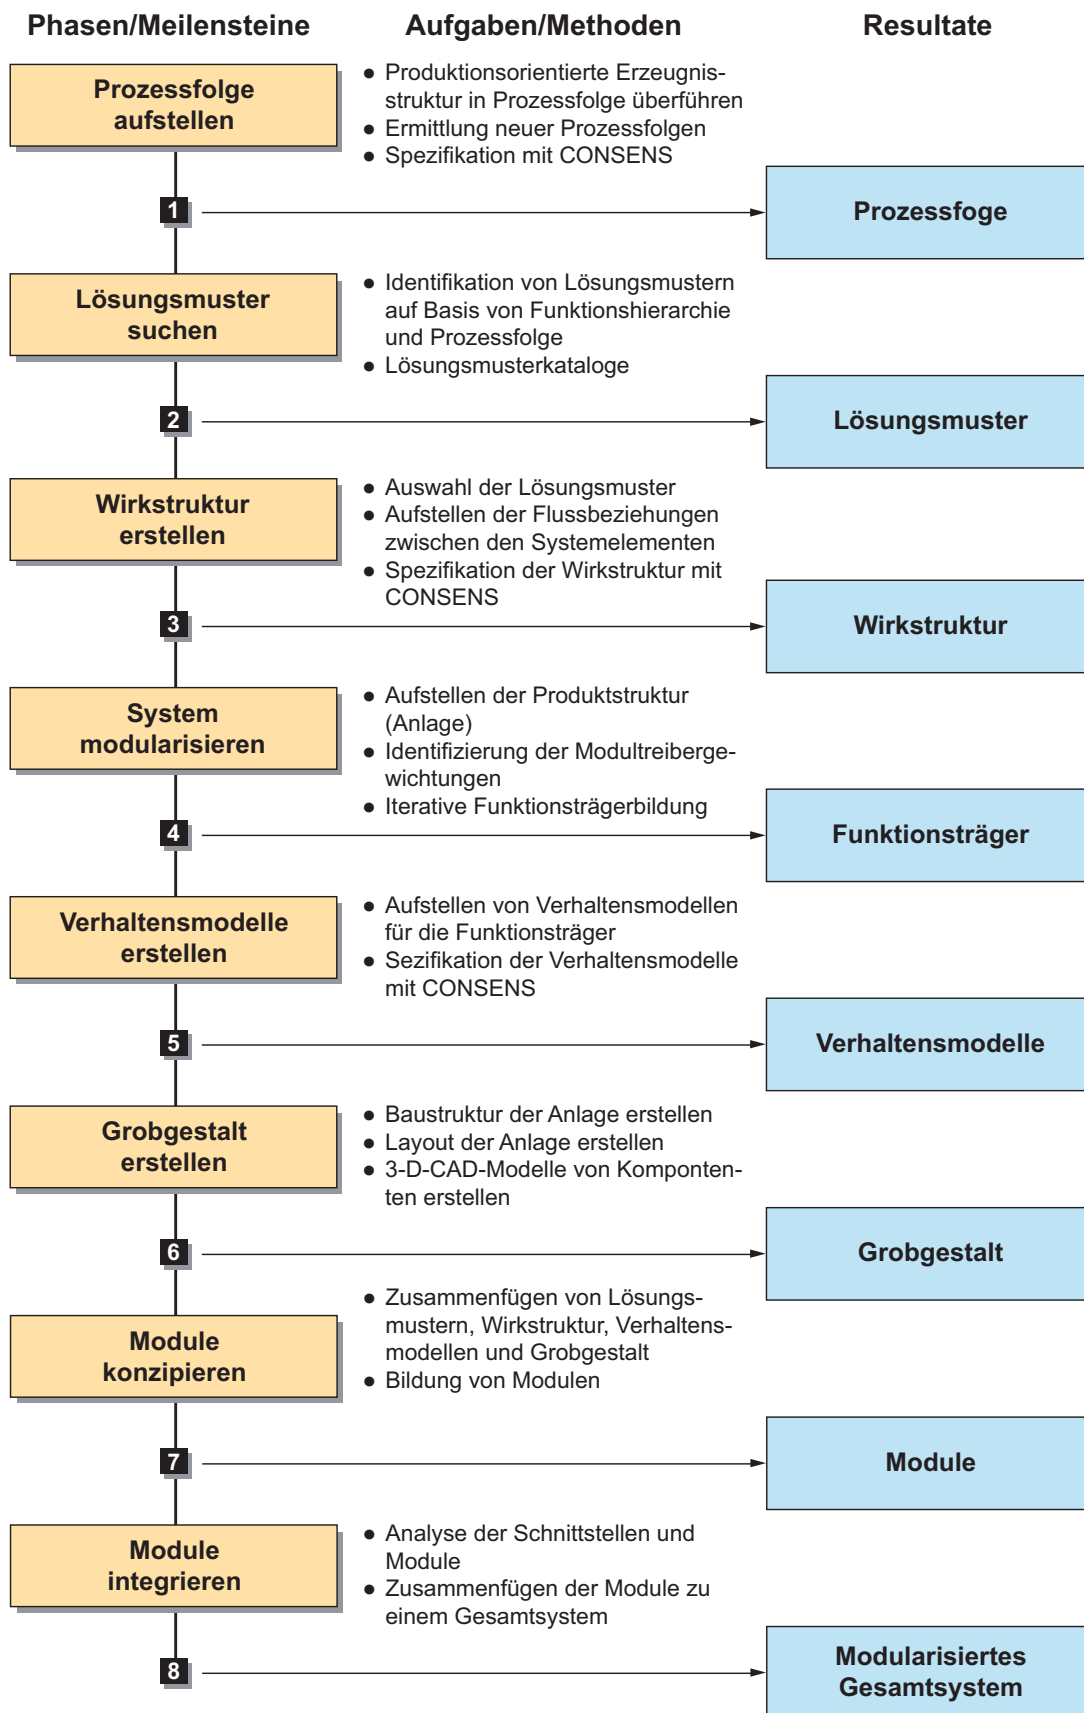 Phasen/Meilensteine
Aufgaben/Methoden
Resultate
Prozessfolge
aufstellen
● Produktionsorientierte Erzeugnis-
struktur in Prozessfolge überführen
● Ermittlung neuer Prozessfolgen
● Spezifikation mit CONSENS
1
Prozessfoge
Lösungsmuster
suchen
● Identifikation von Lösungsmustern
auf Basis von Funktionshierarchie
und Prozessfolge
● Lösungsmusterkataloge
2
Lösungsmuster
Wirkstruktur
erstellen
● Auswahl der Lösungsmuster
● Aufstellen der Flussbeziehungen
zwischen den Systemelementen
● Spezifikation der Wirkstruktur mit
CONSENS
3
Wirkstruktur
System
modularisieren
● Aufstellen der Produktstruktur
(Anlage)
● Identifizierung der Modultreiberge-
wichtungen
● Iterative Funktionsträgerbildung
4
Funktionsträger
Verhaltensmodelle
erstellen
● Aufstellen von Verhaltensmodellen
für die Funktionsträger
● Sezifikation der Verhaltensmodelle
mit CONSENS
5
Verhaltensmodelle
Grobgestalt
erstellen
● Baustruktur der Anlage erstellen
● Layout der Anlage erstellen
● 3-D-CAD-Modelle von Komponten-
ten erstellen
6
Grobgestalt
Module
konzipieren
● Zusammenfügen von Lösungs-
mustern, Wirkstruktur, Verhaltens-
modellen und Grobgestalt
● Bildung von Modulen
7
Module
Module
integrieren
● Analyse der Schnittstellen und
Module
● Zusammenfügen der Module zu
einem Gesamtsystem
8
Modularisiertes
Gesamtsystem